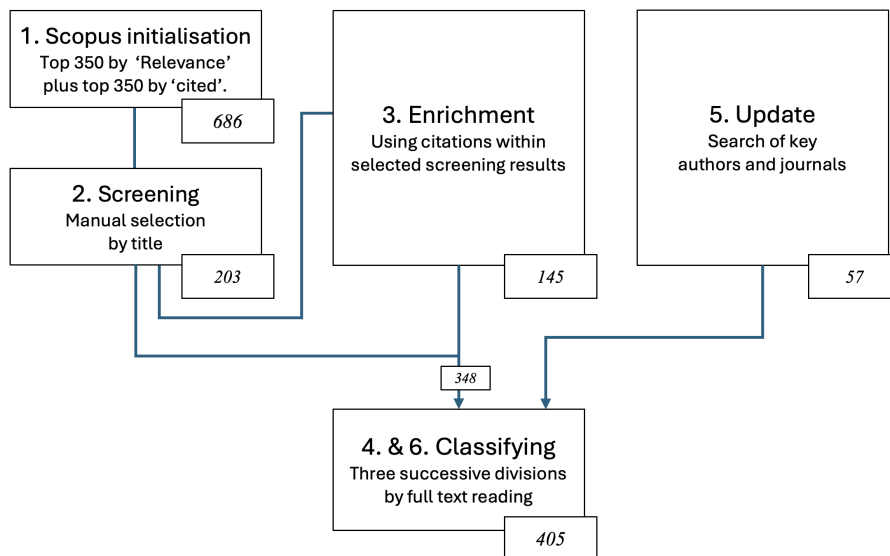 1. Scopus initialisation
Top 350 by ‘Relevance’
plus top 350 by ‘cited’.
686
2. Screening
Manual selection
by title
203
3. Enrichment
Using citations within
selected screening results
145
5. Update
Search of key
authors and journals
57
348
4. & 6. Classifying
Three successive divisions
by full text reading
405